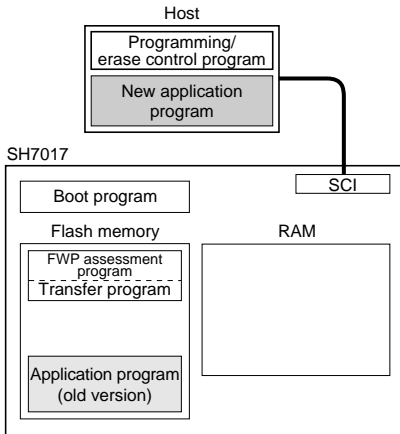 Host
Programming/
erase control program
New application
program
SH7017
SCI
Boot program
Flash memory
RAM
FWP assessment
program
Transfer program
Application program
(old version)